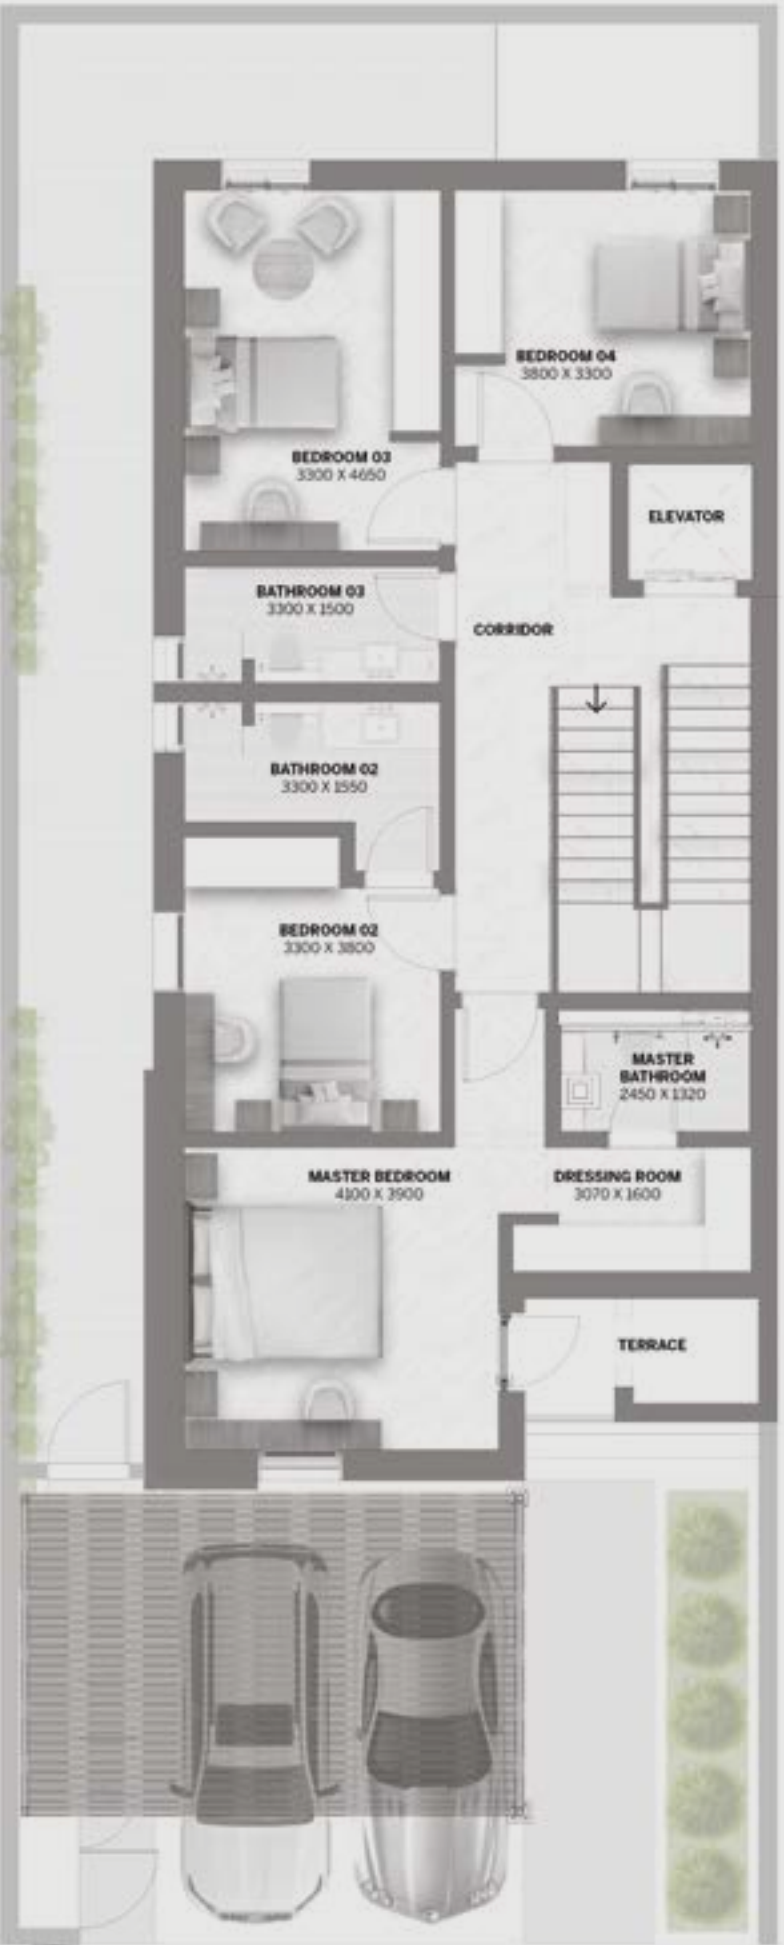 BEDROOM 04
3800 X 3300
BEDROOM 03
3300 X 4650
ELEVATOR
BATHROOM 03
3300 X 1500
CORRIDOR
BATHROOM 02
3300 X 1550
BEDROOM 02
3300 X 3800
MASTER
BATHROOM
2450 X 1320
MASTER BEDROOM
4100 X 3900
DRESSING ROOM
3070 X 1600
TERRACE